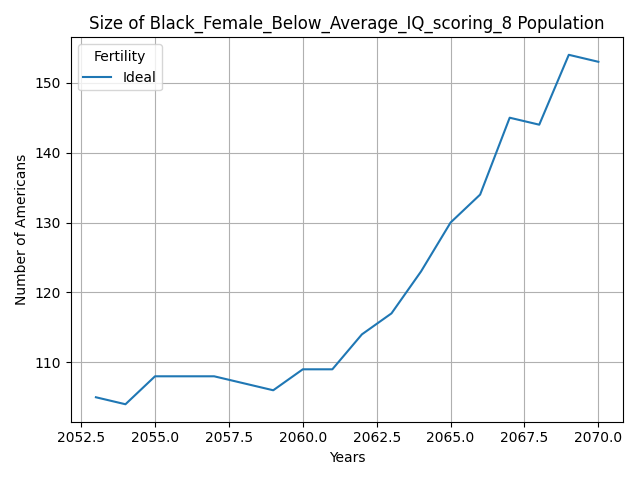 Size of Black_Female_Below_Average_IQ_scoring_8 Population
Fertility
Ideal
Number of Americans
150
140
130
120
110
2052.5 2055.0 2057.5 2060.0 2062.5 2065.0 2067.5 2070.0
Years